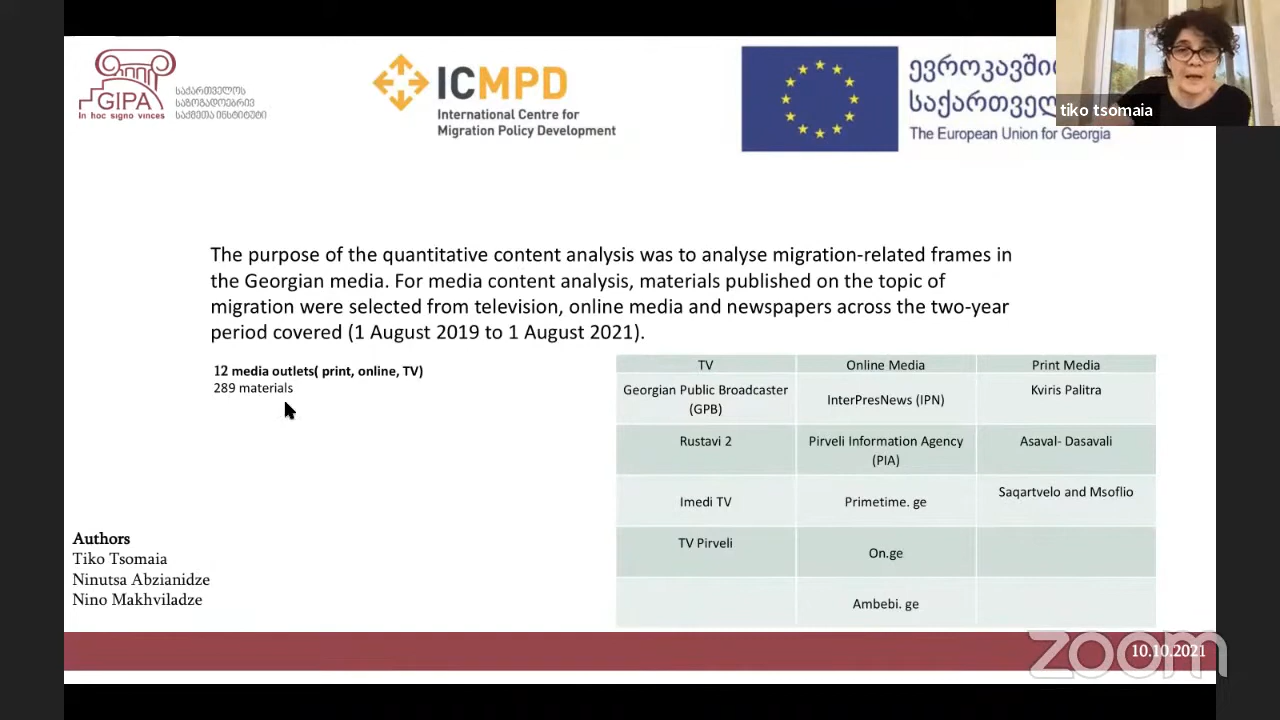 GIPA
In hoc signo vinces
საქართველოს
საზოგადოებრივ
საქმეთა ინსტიტუტი
ICMPD
International Centre for
Migration Policy Development
ევროკავშირი
საქართველ
The European Union for Georgia
tiko tsomaia
The purpose of the quantitative content analysis was to analyse migration-related frames in
the Georgian media. For media content analysis, materials published on the topic of
migration were selected from television, online media and newspapers across the two-year
period covered (1 August 2019 to 1 August 2021).
12 media outlets( print, online, TV)
289 materials
TV Online Media Print Media
Georgian Public Broadcaster
(GPB)
InterPresNews (IPN)
Kviris Palitra
Rustavi 2
Pirveli Information Agency
(PIA)
Asaval- Dasavali
Imedi TV
Primetime. ge
Saqartvelo and Msoflio
TV Pirveli
On.ge
Ambebi. ge
Authors
Tiko Tsomaia
Ninutsa Abzianidze
Nino Makhviladze
10.10.2021
zoom